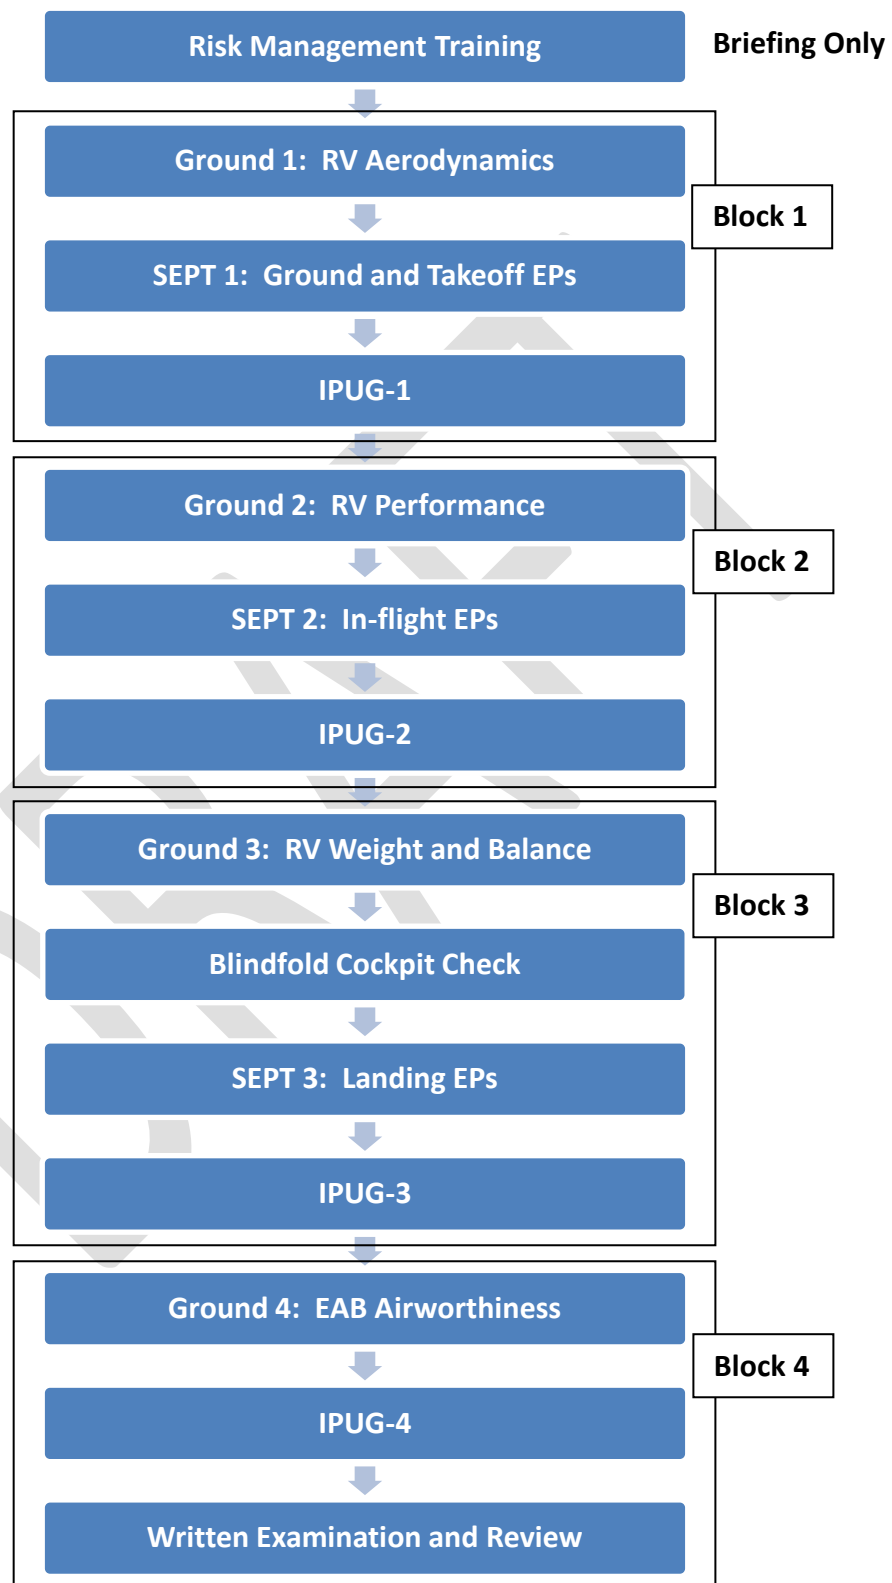 Risk Management Training
Briefing Only
Ground 1:  RV Aerodynamics
Block 1
SEPT 1:  Ground and Takeoff EPs
IPUG-1
Ground 2:  RV Performance
Block 2
SEPT 2:  In-flight EPs
IPUG-2
Ground 3:  RV Weight and Balance
Block 3
Blindfold Cockpit Check
SEPT 3:  Landing EPs
IPUG-3
Ground 4:  EAB Airworthiness
Block 4
IPUG-4
Written Examination and Review